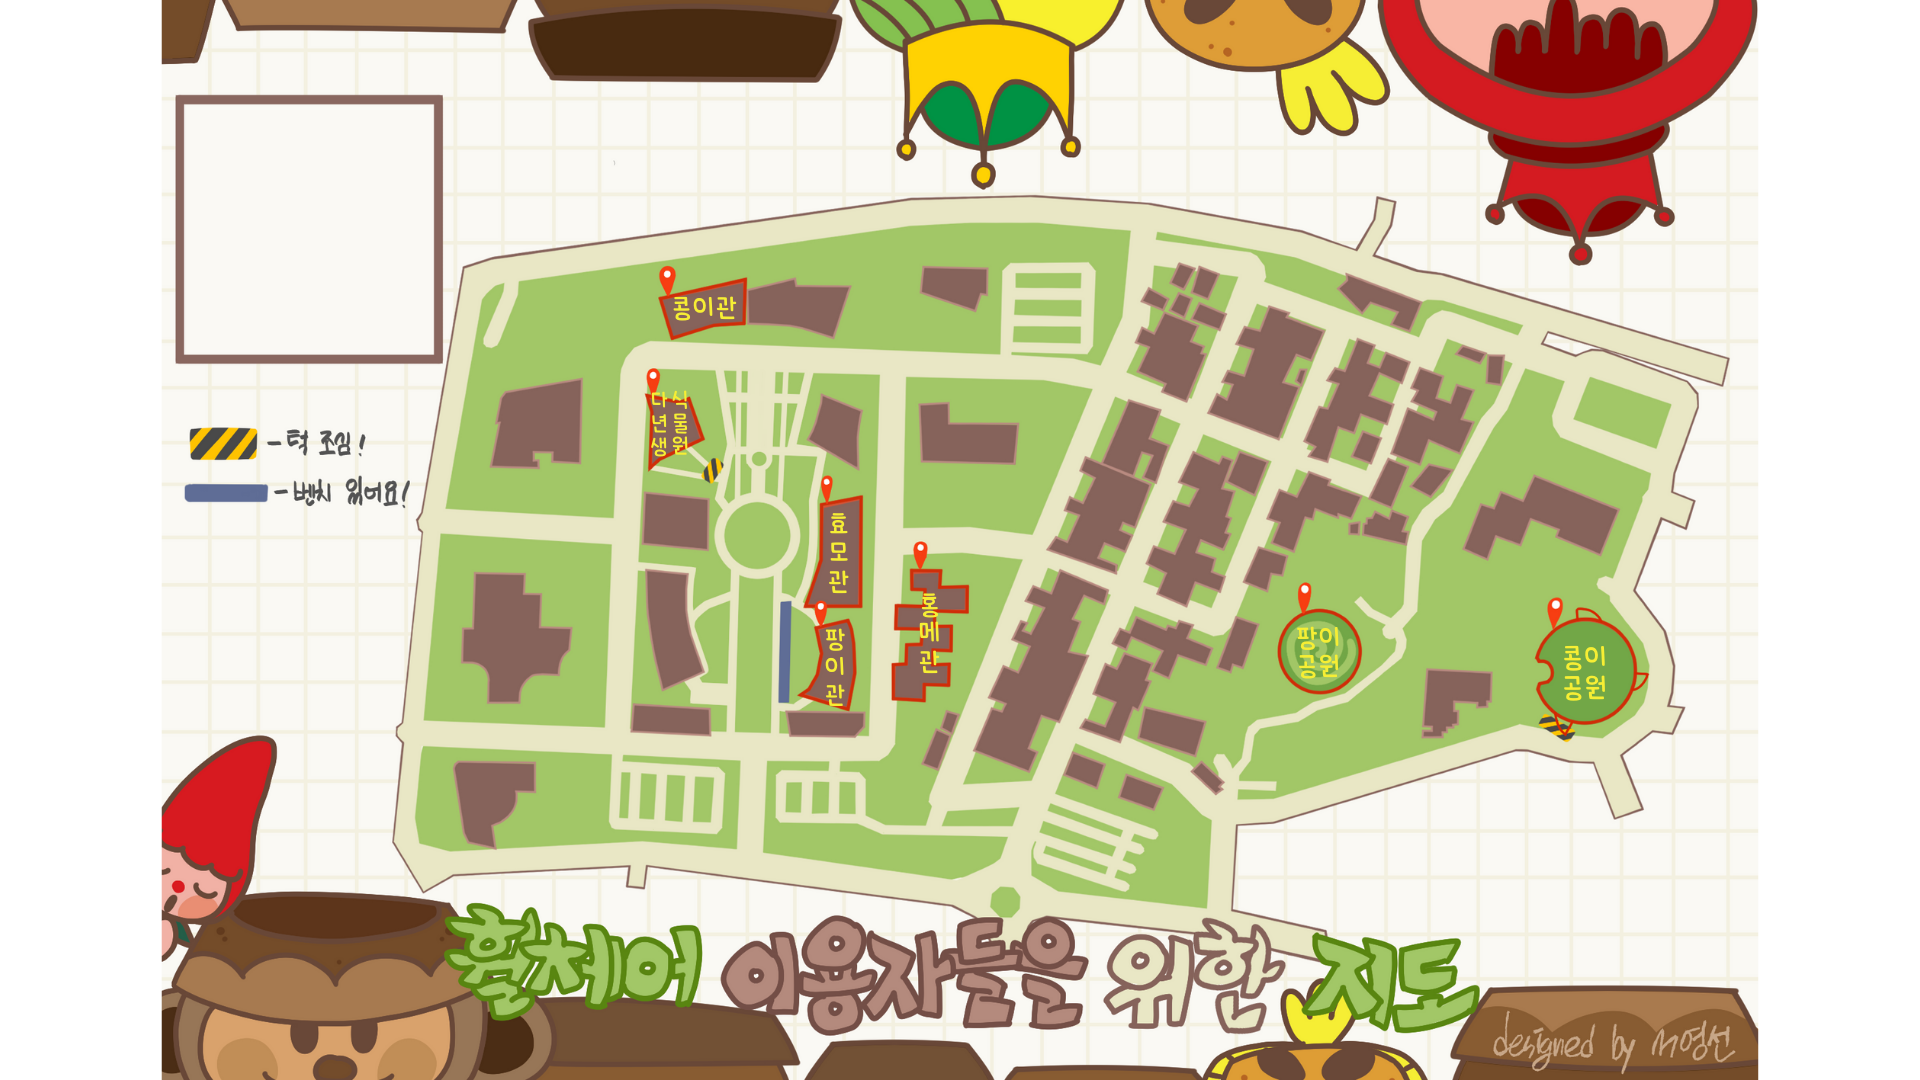 콩이관
다년생
식물원
효모관
홍메관
팡이관
팡이
공원
콩이
공원
- 턱 조심!
- 벤치 있어요!
휠체어 이용자들을 위한 지도
designed by 서영진